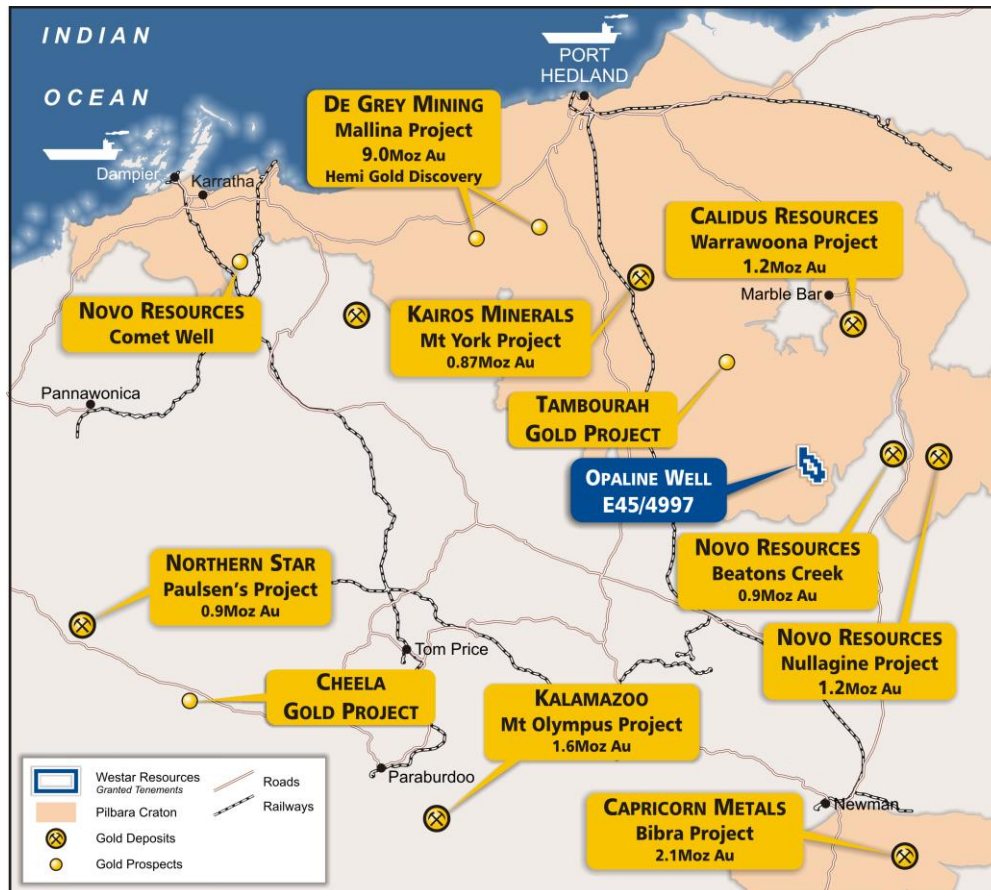 INDIAN
OCEAN
PORT
HEDLAND
DE GREY MINING
Mallina Project
9.0Moz Au
Hemi Gold Discovery
Dampier
Karratha
CALIDUS RESOURCES
Warrawoona Project
1.2Moz Au
Marble Bar
NOVO RESOURCES
Comet Well
KAIROS MINERALS
Mt York Project
0.87Moz Au
Pannawonica
TAMBOURAH
GOLD PROJECT
OPALINE WELL
E45/4997
NOVO RESOURCES
Beatons Creek
0.9Moz Au
NORTHERN STAR
Paulsen's Project
0.9Moz Au
NOVO RESOURCES
Nullagine Project
1.2Moz Au
Tom Price
CHEELA
GOLD PROJECT
KALAMAZOO
Mt Olympus Project
1.6Moz Au
Paraburdoo
Newman
CAPRICORN METALS
Bibra Project
2.1Moz Au
Westar Resources
Granted Tenements
Pilbara Craton
Gold Deposits
Gold Prospects
Roads
Railways